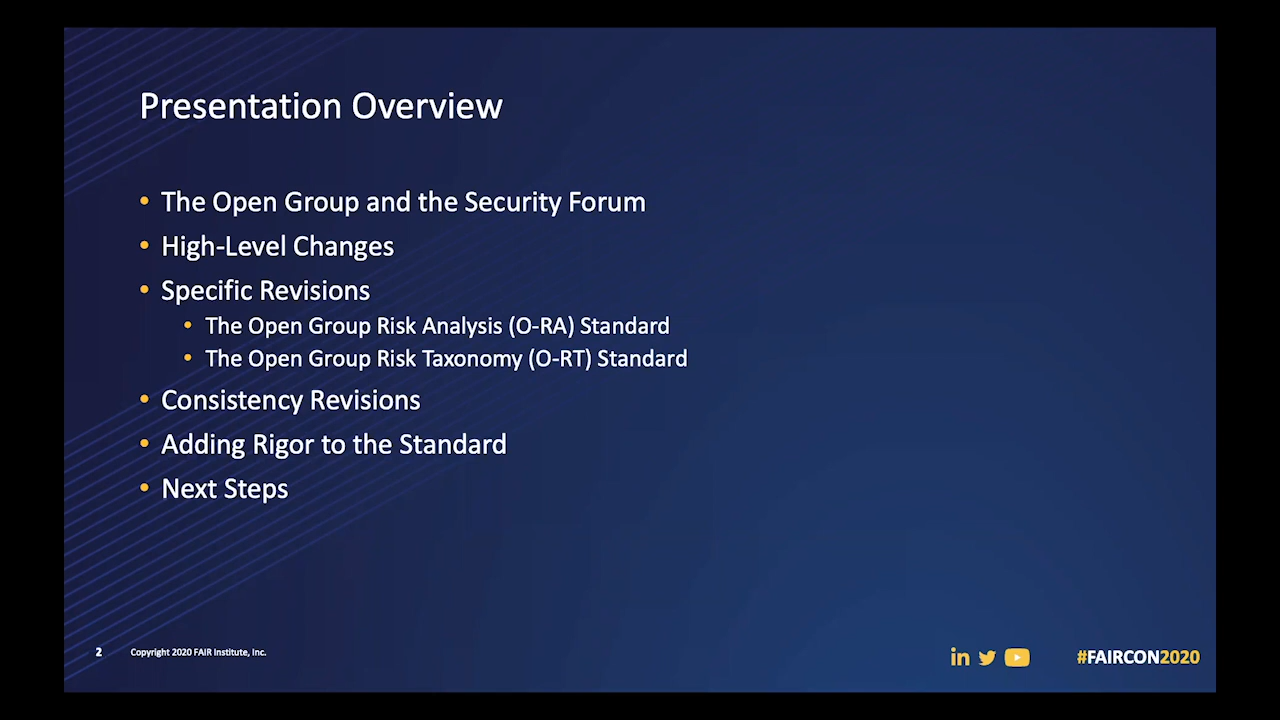 Presentation Overview
• The Open Group and the Security Forum
• High-Level Changes
• Specific Revisions
• The Open Group Risk Analysis (O-RA) Standard
• The Open Group Risk Taxonomy (O-RT) Standard
• Consistency Revisions
• Adding Rigor to the Standard
• Next Steps
2 Copyright 2020 FAIR Institute, Inc.
in #FAIRCON2020